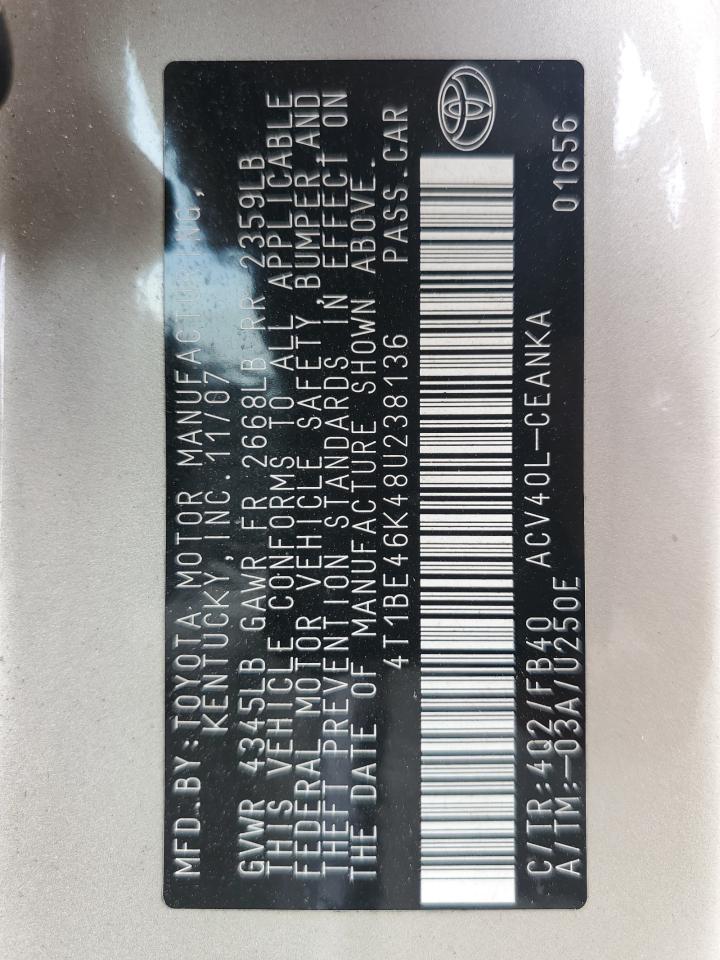 MFD.BY:TOYOTA MOTOR MANUFACTURING,
KENTUCKY,INC.11/07
GVWR 4345LB GAWR FR 2668LB RR 2359LB
THIS VEHICLE CONFORMS TO ALL APPLICABLE
FEDERAL MOTOR VEHICLE SAFETY, BUMPER,AND
THEFT PREVENTION STANDARDS IN EFFECT ON
THE DATE OF MANUFACTURE SHOWN ABOVE.
4T1BE46K48U238136 PASS.CAR
C/TR:4Q2/FB40 ACV40L-CEANKA 01656
A/TM:-03A/U250E